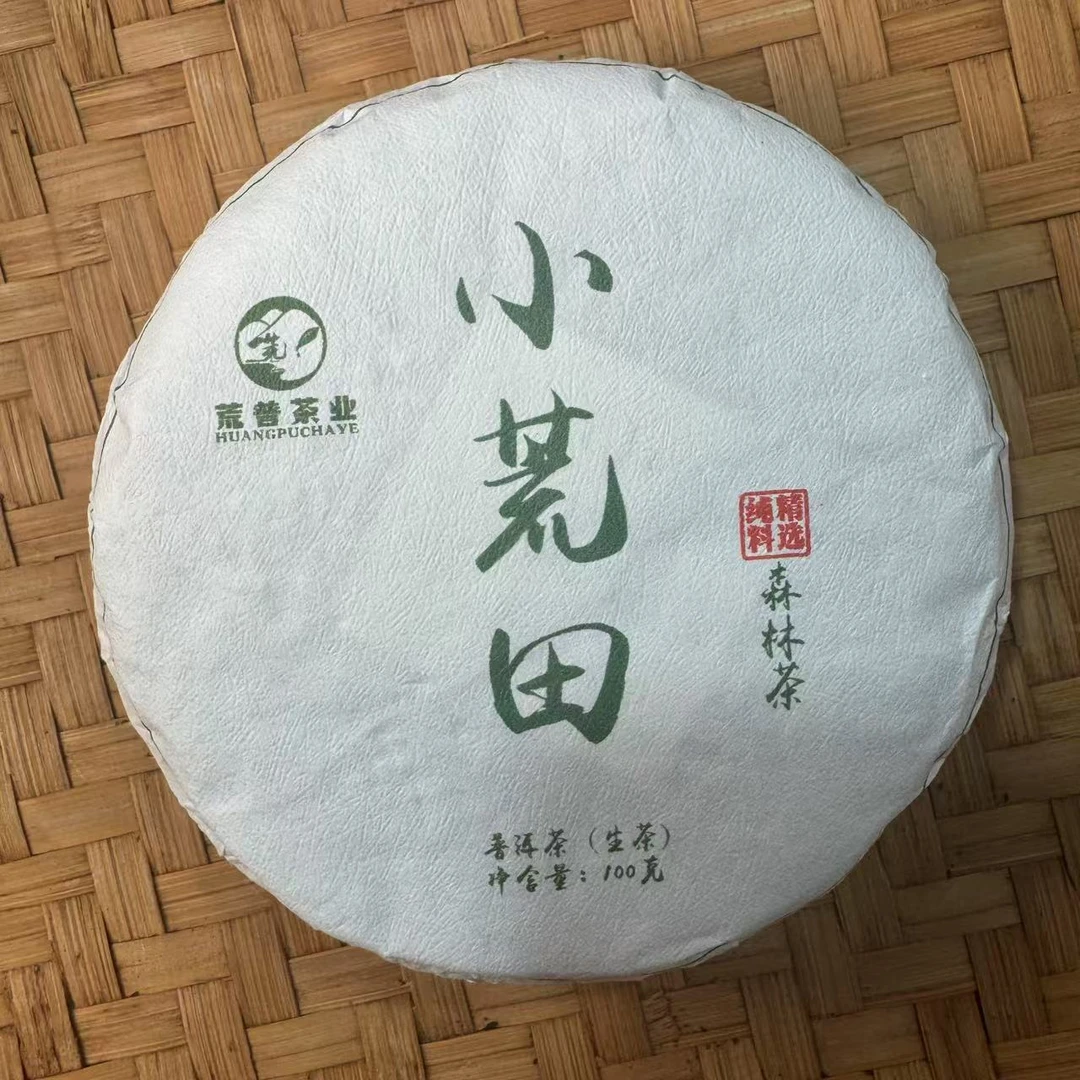 小荒田
荒普茶业
HUANGPUCHAYE
精选
纯料
森林茶
普洱茶（生茶）
净含量：100克